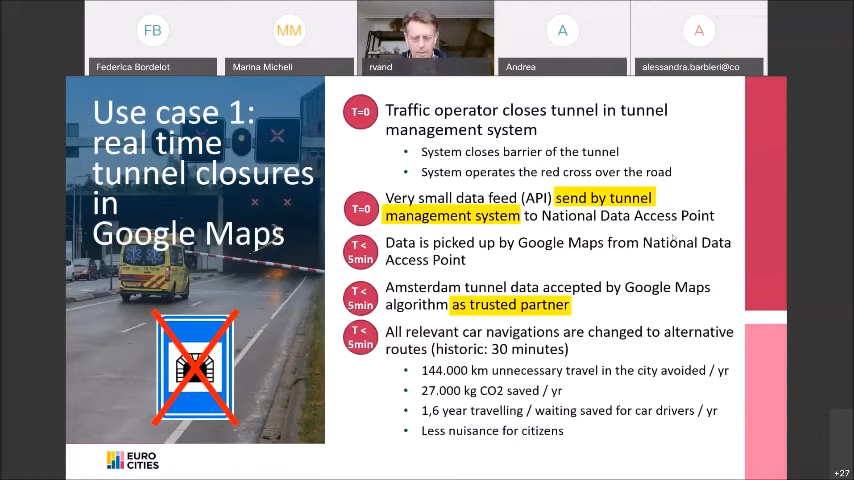 FB
MM
A
A
Federica Bordelot
Marina Micheli
rvand
Andrea
alessandra.barbieri@co
Use case 1:
real time
tunnel closures
in
Google Maps
T=0
Traffic operator closes tunnel in tunnel
management system
• System closes barrier of the tunnel
• System operates the red cross over the road
T=0
Very small data feed (API) send by tunnel
management system to National Data Access Point
T <
5min
Data is picked up by Google Maps from National Data
Access Point
T <
5min
Amsterdam tunnel data accepted by Google Maps
algorithm as trusted partner
T <
5min
All relevant car navigations are changed to alternative
routes (historic: 30 minutes)
• 144.000 km unnecessary travel in the city avoided / yr
• 27.000 kg CO2 saved / yr
• 1,6 year travelling / waiting saved for car drivers / yr
• Less nuisance for citizens
EURO
CITIES
+27